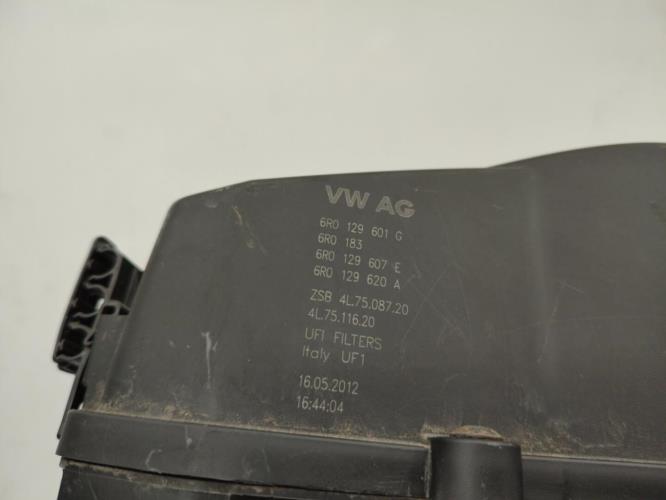 VW AG
6R0 129 601 G
6R0 183
6R0 129 607 E
6R0 129 620 A
ZSB 4L.75.087.20
4L.75.116.20
UFI FILTERS
Italy UF1
16.05.2012
16:44:04